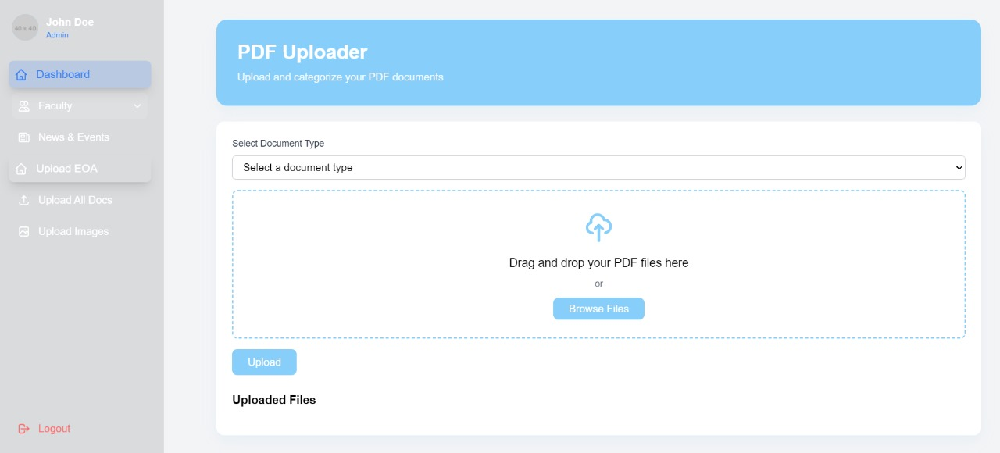 40 x 40
John Doe
Admin
Dashboard
Faculty
News & Events
Upload EOA
Upload All Docs
Upload Images
Logout
PDF Uploader
Upload and categorize your PDF documents
Select Document Type
Select a document type
Drag and drop your PDF files here
or
Browse Files
Upload
Uploaded Files